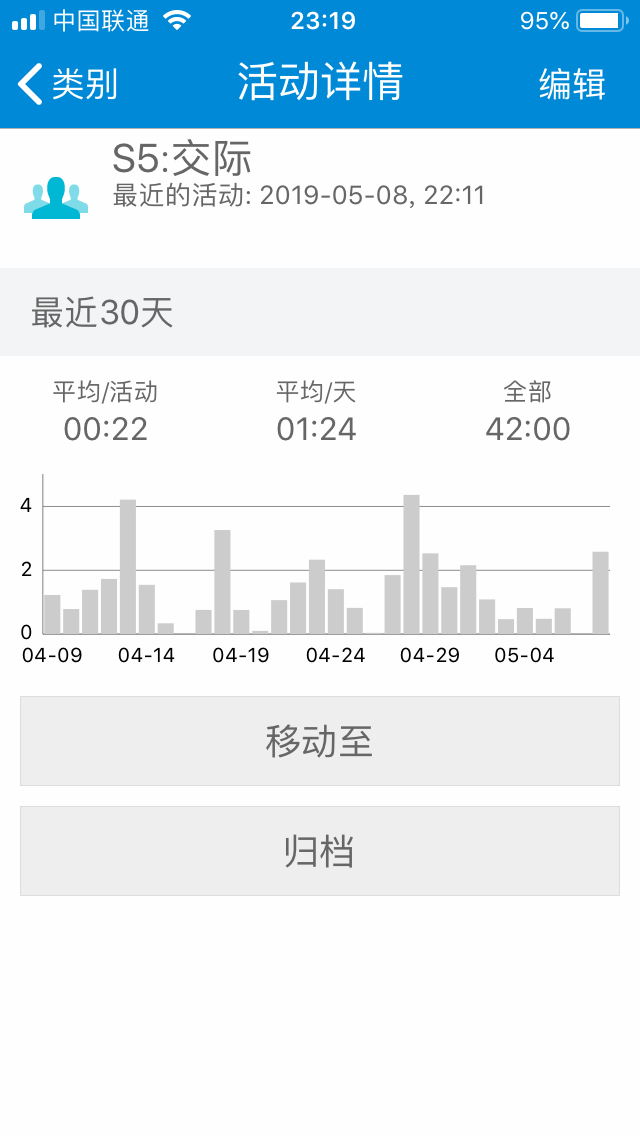 中国联通 23:19 95%
类别 活动详情 编辑
S5:交际
最近的活动: 2019-05-08, 22:11
最近30天
平均/活动 平均/天 全部
00:22 01:24 42:00
4
2
0
04-09 04-14 04-19 04-24 04-29 05-04
移动至
归档